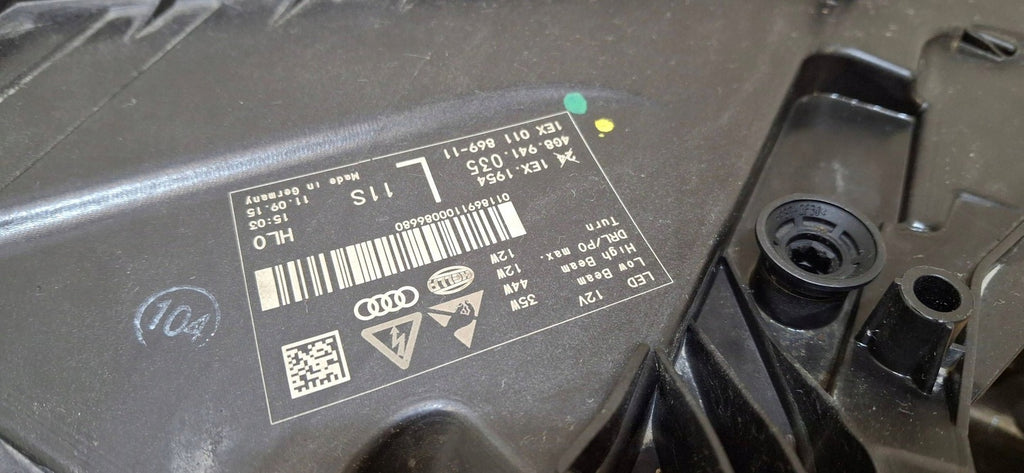 1EX 011 869-11
4G8.941.035
1EX.1954
L
11S
Made in Germany
11.09.15
15:03
HL0
01186911000086680
LED 12V
Low Beam 35W
High Beam 44W
DRL/PO max. 12W
Turn 12W
HELLA
104